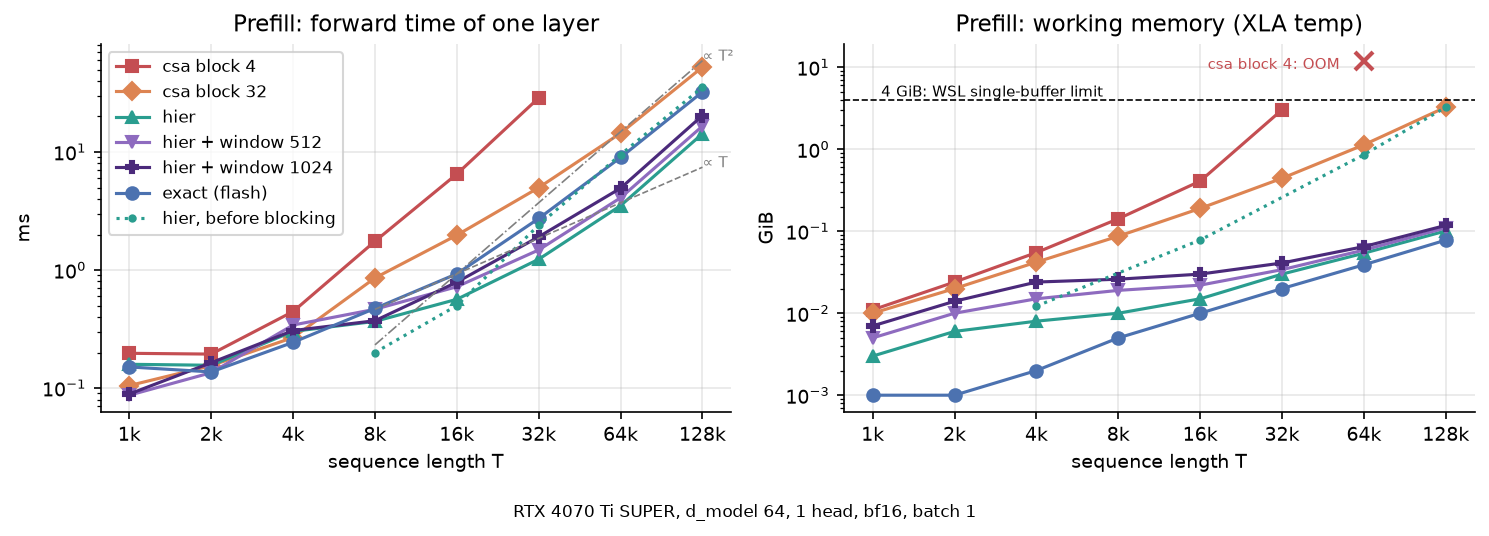 Prefill: forward time of one layer
ms
10¹
10⁰
10⁻¹
csa block 4
csa block 32
hier
hier + window 512
hier + window 1024
exact (flash)
hier, before blocking
∝ T²
∝ T
1k 2k 4k 8k 16k 32k 64k 128k
sequence length T
Prefill: working memory (XLA temp)
GiB
10¹
10⁰
10⁻¹
10⁻²
10⁻³
csa block 4: OOM
4 GiB: WSL single-buffer limit
1k 2k 4k 8k 16k 32k 64k 128k
sequence length T
RTX 4070 Ti SUPER, d_model 64, 1 head, bf16, batch 1